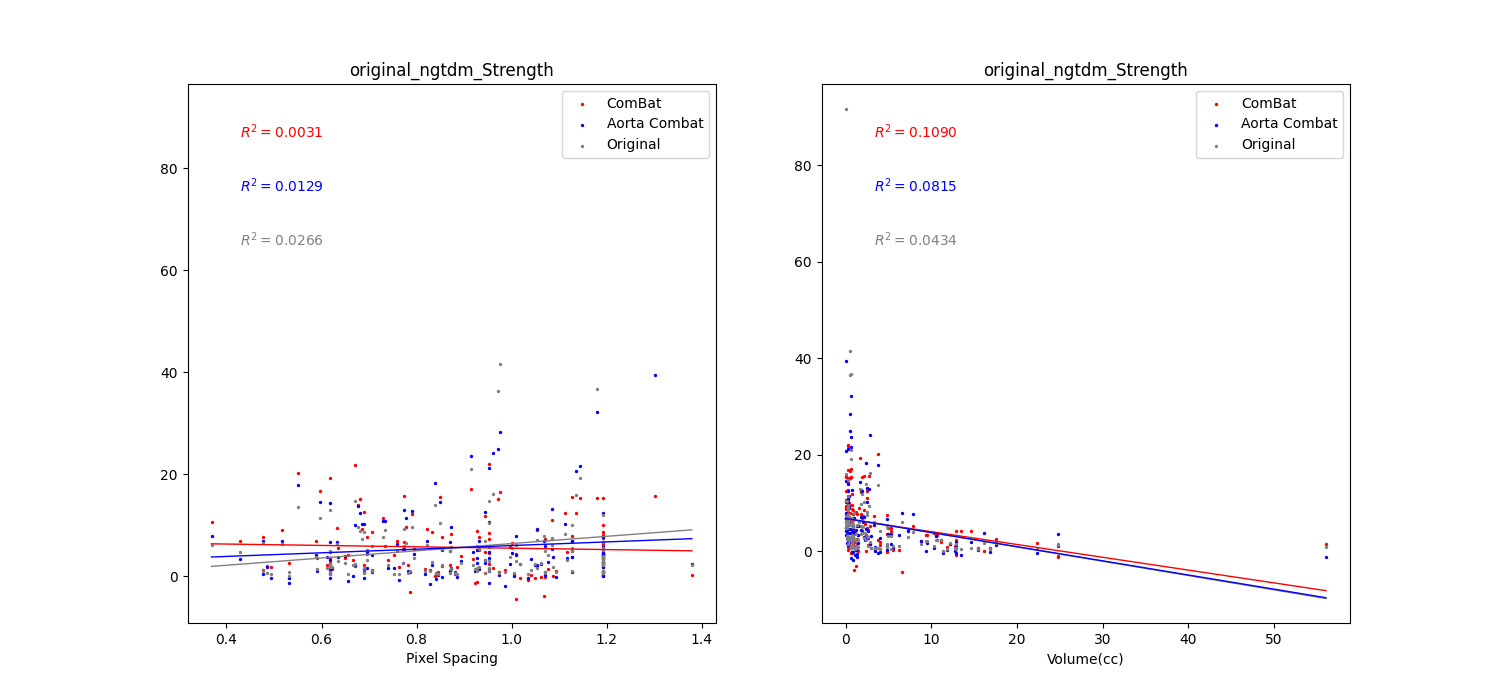 original_ngtdm_Strength
ComBat
Aorta Combat
Original
R² = 0.0031
R² = 0.0129
R² = 0.0266
80
60
40
20
0
0.4 0.6 0.8 1.0 1.2 1.4
Pixel Spacing
original_ngtdm_Strength
ComBat
Aorta Combat
Original
R² = 0.1090
R² = 0.0815
R² = 0.0434
80
60
40
20
0
0 10 20 30 40 50
Volume(cc)